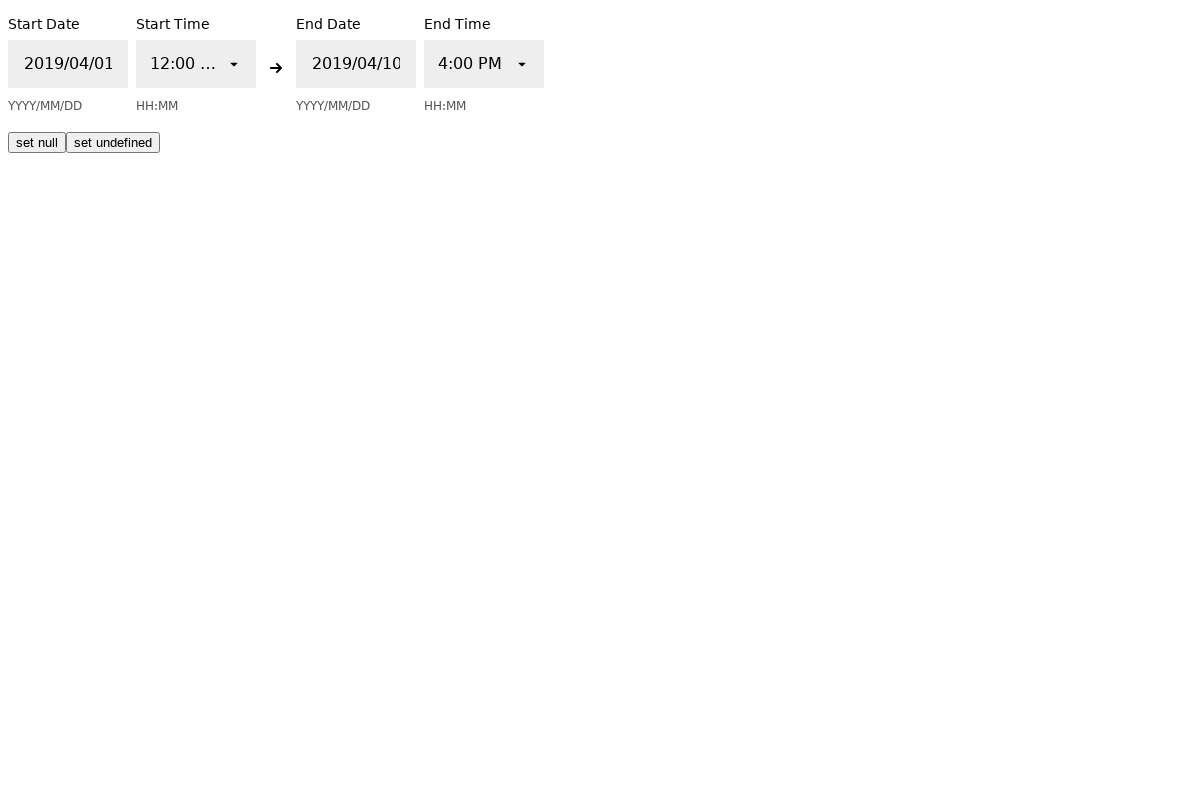 Start Date Start Time End Date End Time
2019/04/01 12:00 ... → 2019/04/10 4:00 PM
YYYY/MM/DD HH:MM YYYY/MM/DD HH:MM
set null set undefined